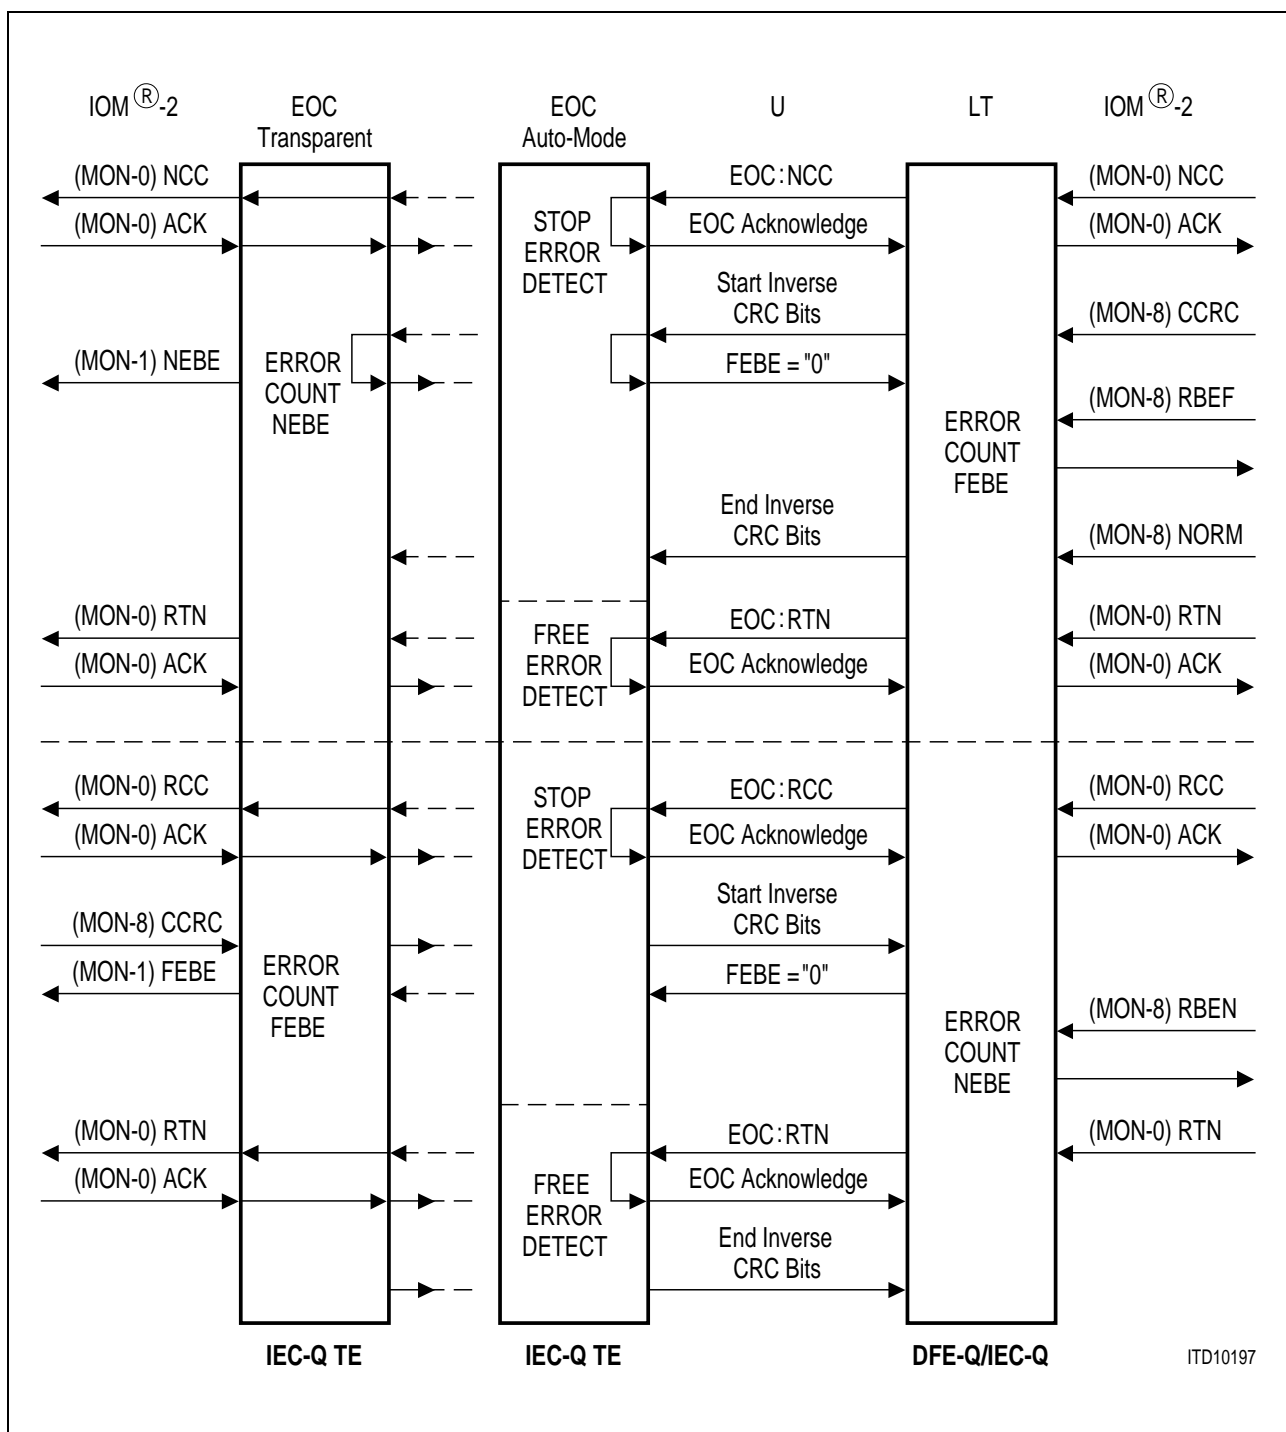 IOM®-2 EOC Transparent EOC Auto-Mode U LT IOM®-2
(MON-0) NCC
(MON-0) ACK
(MON-1) NEBE
(MON-0) RTN
(MON-0) ACK
(MON-0) RCC
(MON-0) ACK
(MON-8) CCRC
(MON-1) FEBE
(MON-0) RTN
(MON-0) ACK
ERROR
COUNT
NEBE
ERROR
COUNT
FEBE
IEC-Q TE
STOP
ERROR
DETECT
FREE
ERROR
DETECT
STOP
ERROR
DETECT
FREE
ERROR
DETECT
IEC-Q TE
EOC:NCC
EOC Acknowledge
Start Inverse
CRC Bits
FEBE = "0"
End Inverse
CRC Bits
EOC:RTN
EOC Acknowledge
EOC:RCC
EOC Acknowledge
Start Inverse
CRC Bits
FEBE = "0"
EOC:RTN
EOC Acknowledge
End Inverse
CRC Bits
ERROR
COUNT
FEBE
ERROR
COUNT
NEBE
DFE-Q/IEC-Q
(MON-0) NCC
(MON-0) ACK
(MON-8) CCRC
(MON-8) RBEF
(MON-8) NORM
(MON-0) RTN
(MON-0) ACK
(MON-0) RCC
(MON-0) ACK
(MON-8) RBEN
(MON-0) RTN
ITD10197